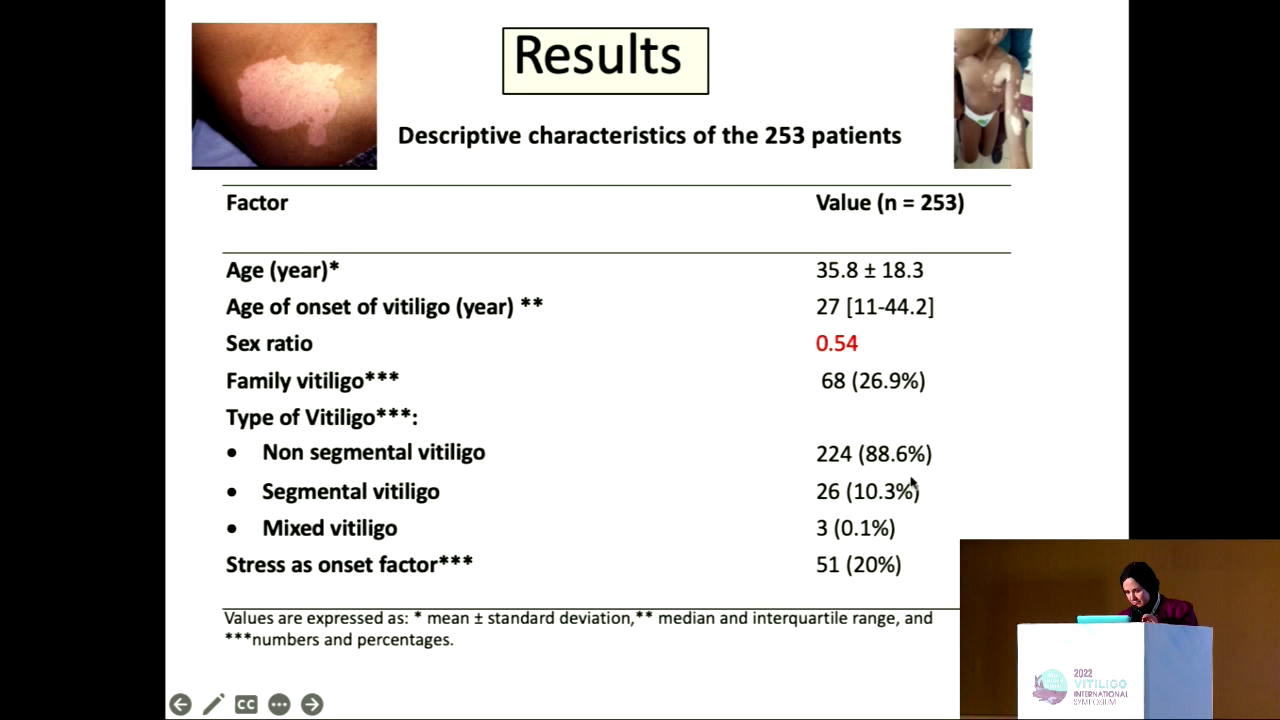 Results
Descriptive characteristics of the 253 patients
Factor Value (n = 253)
Age (year)* 35.8 ± 18.3
Age of onset of vitiligo (year) ** 27 [11-44.2]
Sex ratio 0.54
Family vitiligo*** 68 (26.9%)
Type of Vitiligo***:
• Non segmental vitiligo 224 (88.6%)
• Segmental vitiligo 26 (10.3%)
• Mixed vitiligo 3 (0.1%)
Stress as onset factor*** 51 (20%)
Values are expressed as: * mean ± standard deviation,** median and interquartile range, and
***numbers and percentages.
CC
2022
VITILIGO
INTERNATIONAL
SYMPOSIUM